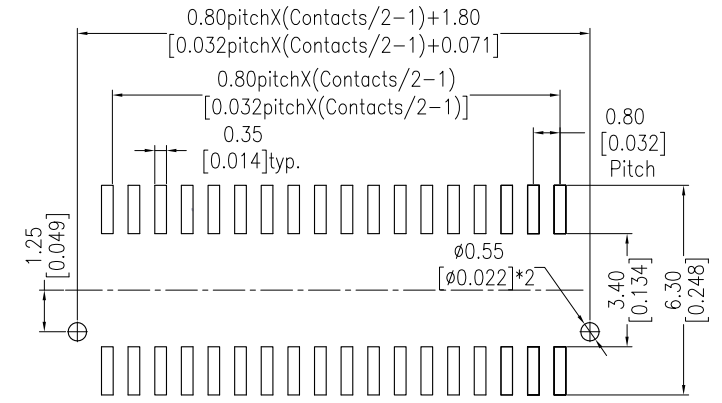 0.80pitchX(Contacts/2-1)+1.80
[0.032pitchX(Contacts/2-1)+0.071]
0.80pitchX(Contacts/2-1)
[0.032pitchX(Contacts/2-1)]
0.35
[0.014]typ.
0.80
[0.032]
Pitch
1.25
[0.049]
ø0.55
[ø0.022]*2
3.40
[0.134]
6.30
[0.248]